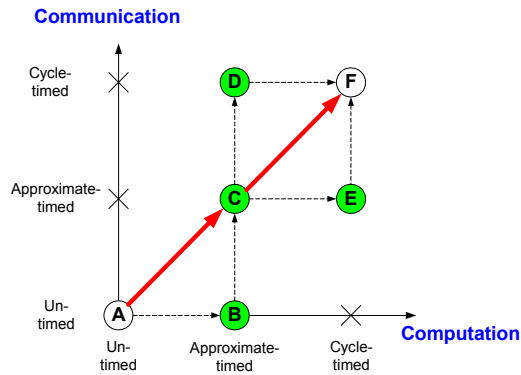 Communication
Cycle-
timed
D
F
Approximate-
timed
C
E
Un-
timed
A
B
Computation
Un-
timed
Approximate-
timed
Cycle-
timed